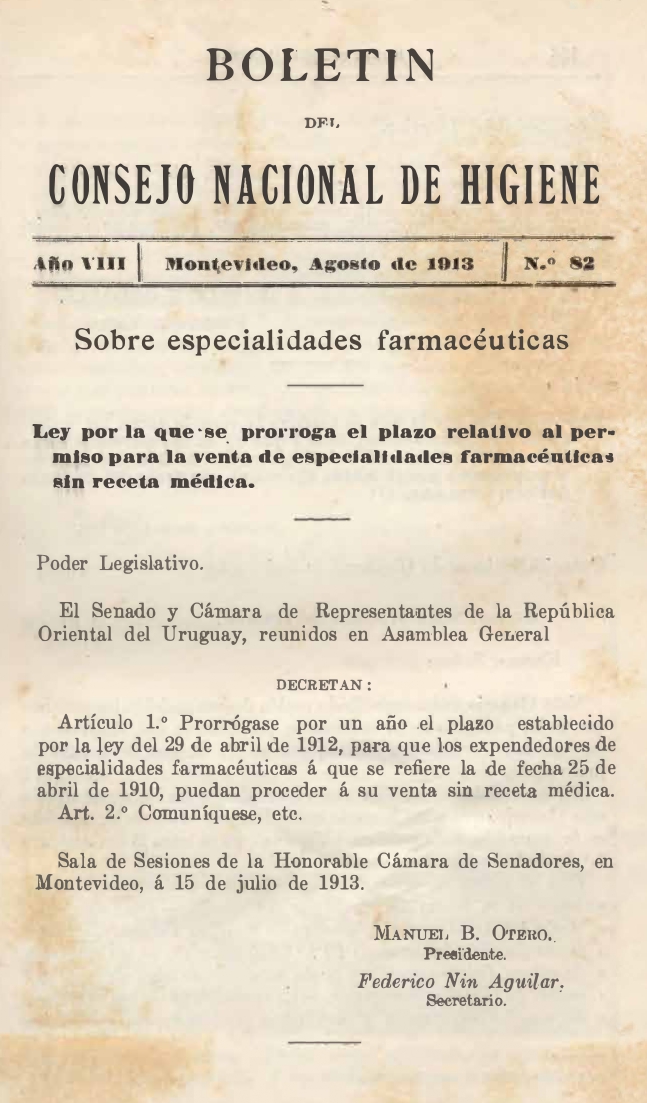 BOLETIN
DEL
CONSEJO NACIONAL DE HIGIENE
Año VIII | Montevideo, Agosto de 1913 | N.º 82
Sobre especialidades farmacéuticas
Ley por la que se prorroga el plazo relativo al per-
miso para la venta de especialidades farmacéuticas
sin receta médica.
Poder Legislativo.
El Senado y Cámara de Representantes de la República
Oriental del Uruguay, reunidos en Asamblea General
DECRETAN:
Artículo 1.º Prorrógase por un año el plazo establecido
por la ley del 29 de abril de 1912, para que los expendedores de
especialidades farmacéuticas á que se refiere la de fecha 25 de
abril de 1910, puedan proceder á su venta sin receta médica.
Art. 2.º Comuníquese, etc.
Sala de Sesiones de la Honorable Cámara de Senadores, en
Montevideo, á 15 de julio de 1913.
MANUEL B. OTERO.
Presidente.
Federico Nin Aguilar.
Secretario.